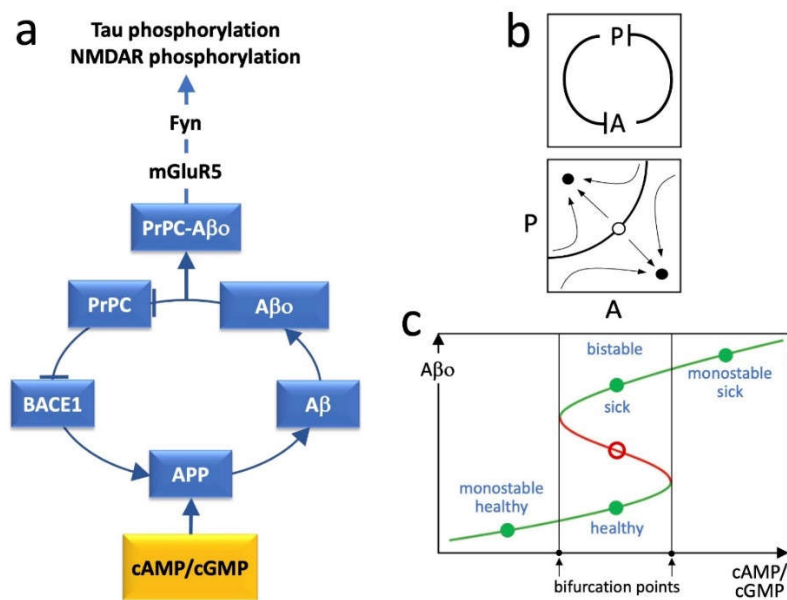 a
Tau phosphorylation
NMDAR phosphorylation
Fyn
mGluR5
PrPC-Aβo
PrPC
Aβo
BACE1
Aβ
APP
cAMP/cGMP
b
P
A
P
A
c
Aβo
bistable
sick
monostable
sick
monostable
healthy
healthy
bifurcation points
cAMP/
cGMP